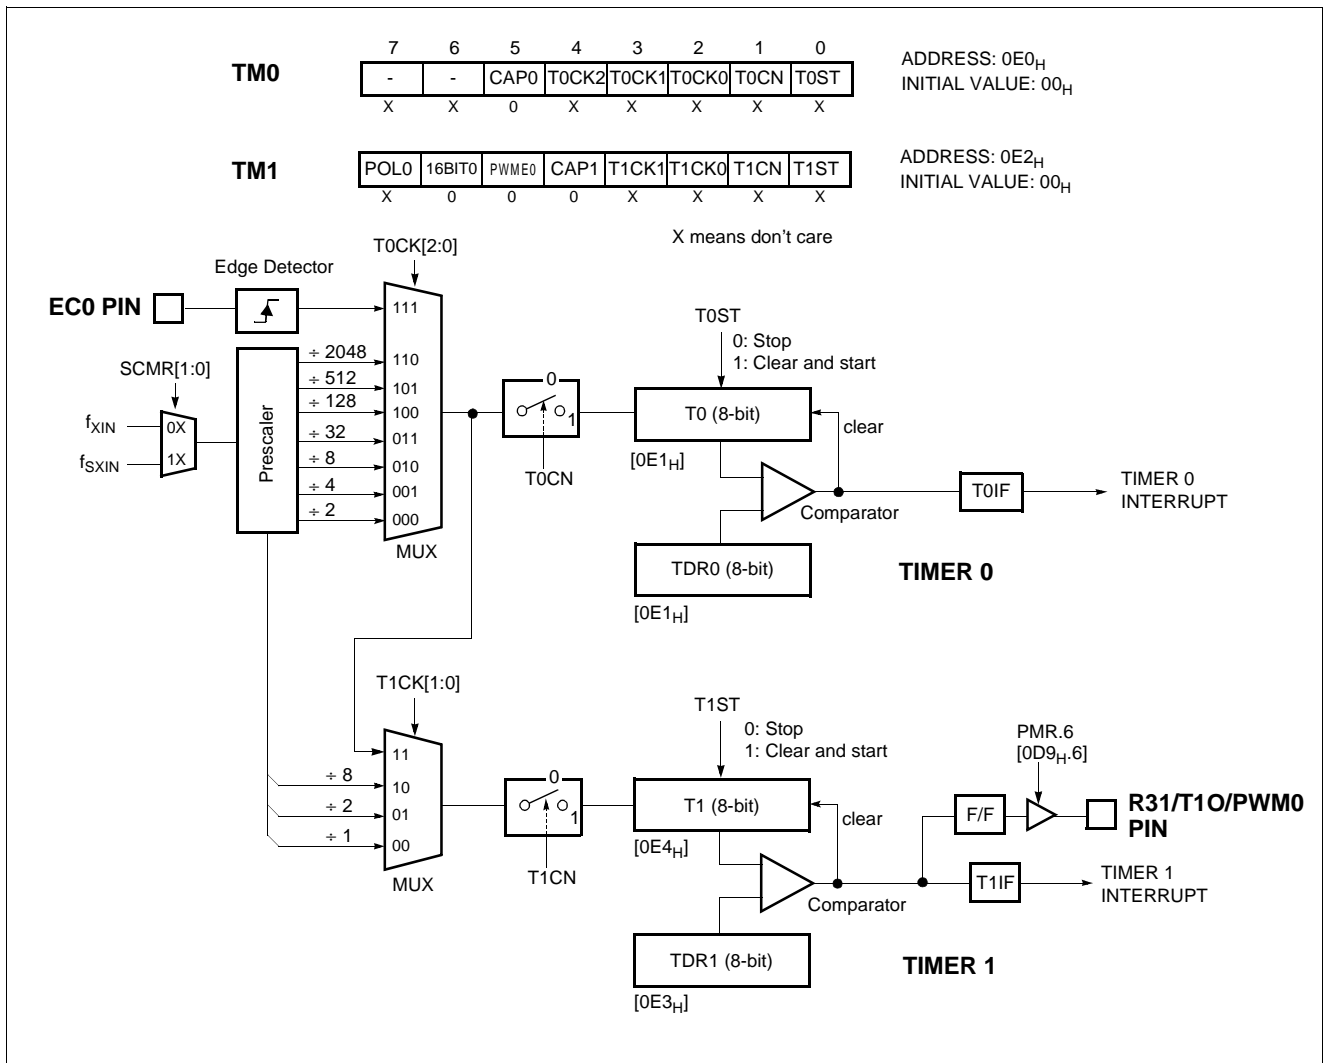 7 6 5 4 3 2 1 0
TM0 - - CAP0 T0CK2 T0CK1 T0CK0 T0CN T0ST
X X 0 X X X X X
ADDRESS: 0E0H
INITIAL VALUE: 00H
TM1 POL0 16BIT0 PWME0 CAP1 T1CK1 T1CK0 T1CN T1ST
X 0 0 0 X X X X
ADDRESS: 0E2H
INITIAL VALUE: 00H
X means don't care
T0CK[2:0]
Edge Detector
EC0 PIN
111
SCMR[1:0]
fXIN
fSXIN
0X
1X
Prescaler
÷ 2048 110
÷ 512 101
÷ 128 100
÷ 32 011
÷ 8 010
÷ 4 001
÷ 2 000
MUX
0
1
T0CN
T0ST
0: Stop
1: Clear and start
T0 (8-bit)
[0E1H]
clear
Comparator
TDR0 (8-bit)
[0E1H]
T0IF
TIMER 0
INTERRUPT
TIMER 0
T1CK[1:0]
11
÷ 8 10
÷ 2 01
÷ 1 00
MUX
0
1
T1CN
T1ST
0: Stop
1: Clear and start
T1 (8-bit)
[0E4H]
clear
Comparator
TDR1 (8-bit)
[0E3H]
PMR.6
[0D9H.6]
F/F
R31/T1O/PWM0
PIN
T1IF
TIMER 1
INTERRUPT
TIMER 1